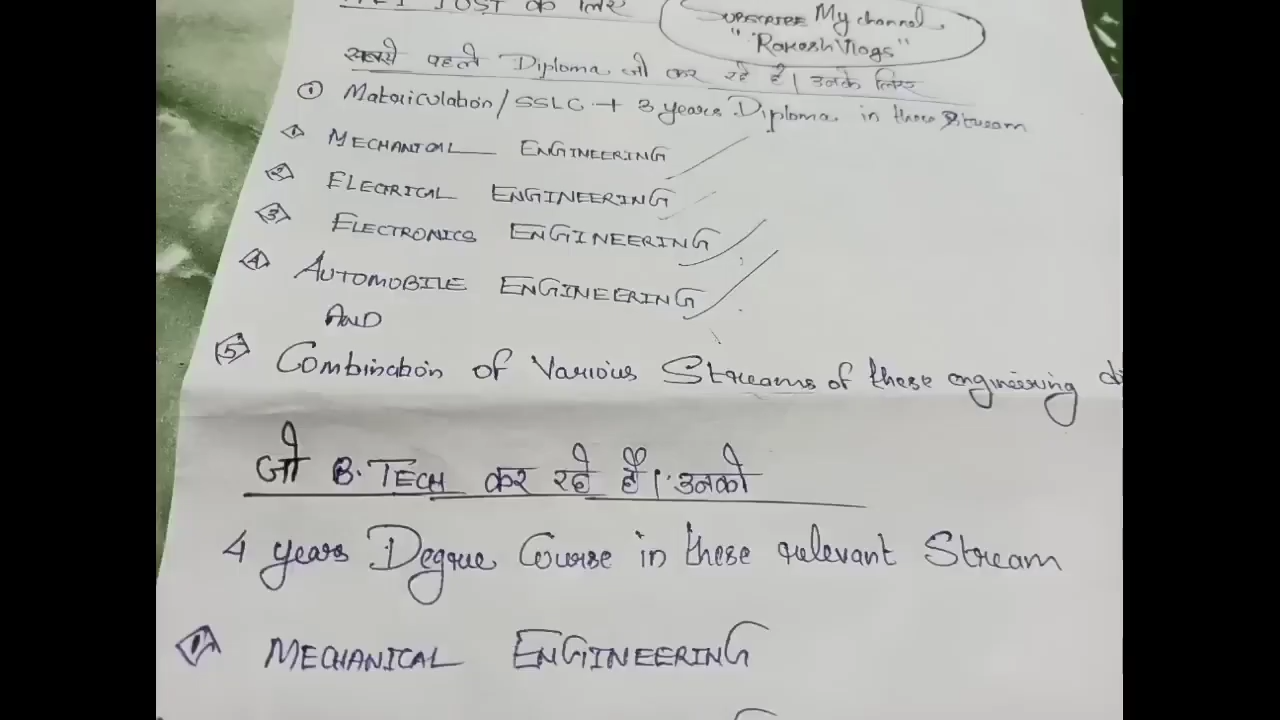 POST के लिए
SUBSCRIBE My channel
"RakeshVlogs"
सबसे पहले Diploma जो कर रहे है। उनके लिए
① Matriculation/SSLC + 3 years Diploma in these Stream
1 MECHANICAL ENGINEERING
2 ELECTRICAL ENGINEERING
3 ELECTRONICS ENGINEERING
4 AUTOMOBILE ENGINEERING
AND
5 Combination of Various Streams of these engineering
जो B.TECH कर रहे हैं। उनको
4 years Degree Course in these relevant Stream
1 MECHANICAL ENGINEERING